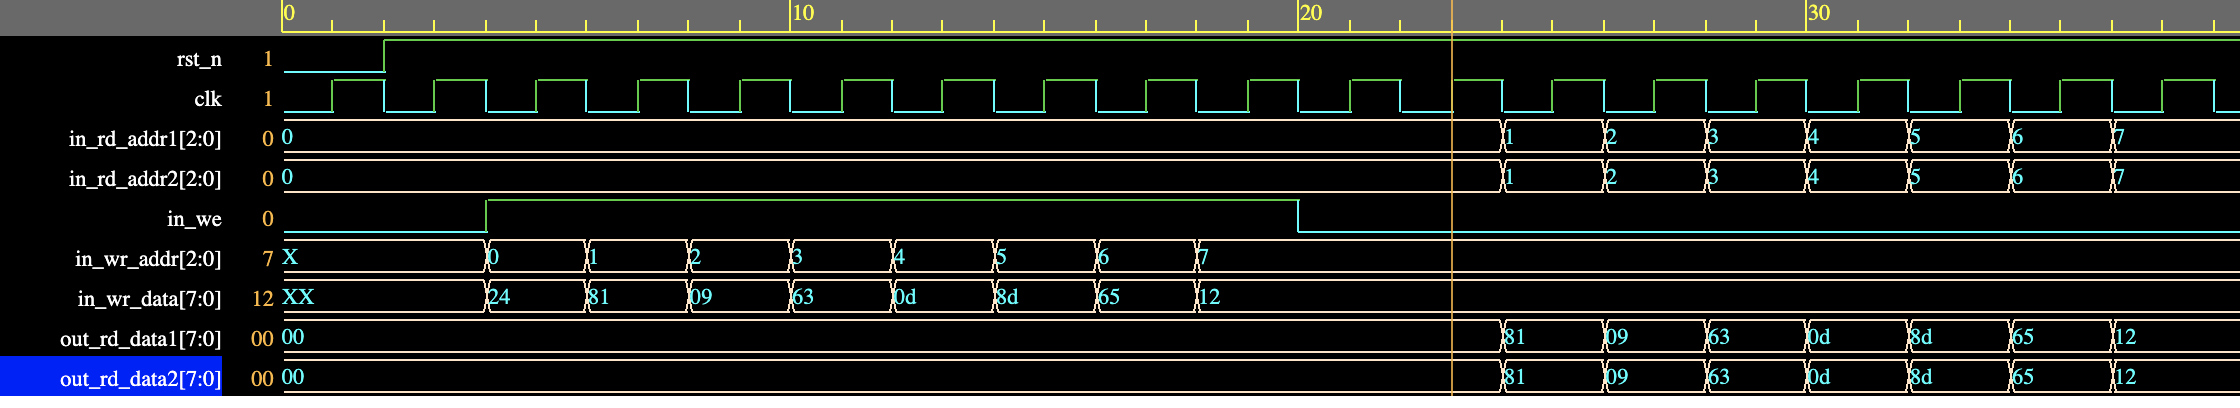 0 10 20 30
rst_n 1
clk 1
in_rd_addr1[2:0] 0 0 1 2 3 4 5 6 7
in_rd_addr2[2:0] 0 0 1 2 3 4 5 6 7
in_we 0
in_wr_addr[2:0] 7 X 0 1 2 3 4 5 6 7
in_wr_data[7:0] 12 XX 24 81 09 63 0d 8d 65 12
out_rd_data1[7:0] 00 00 81 09 63 0d 8d 65 12
out_rd_data2[7:0] 00 00 81 09 63 0d 8d 65 12